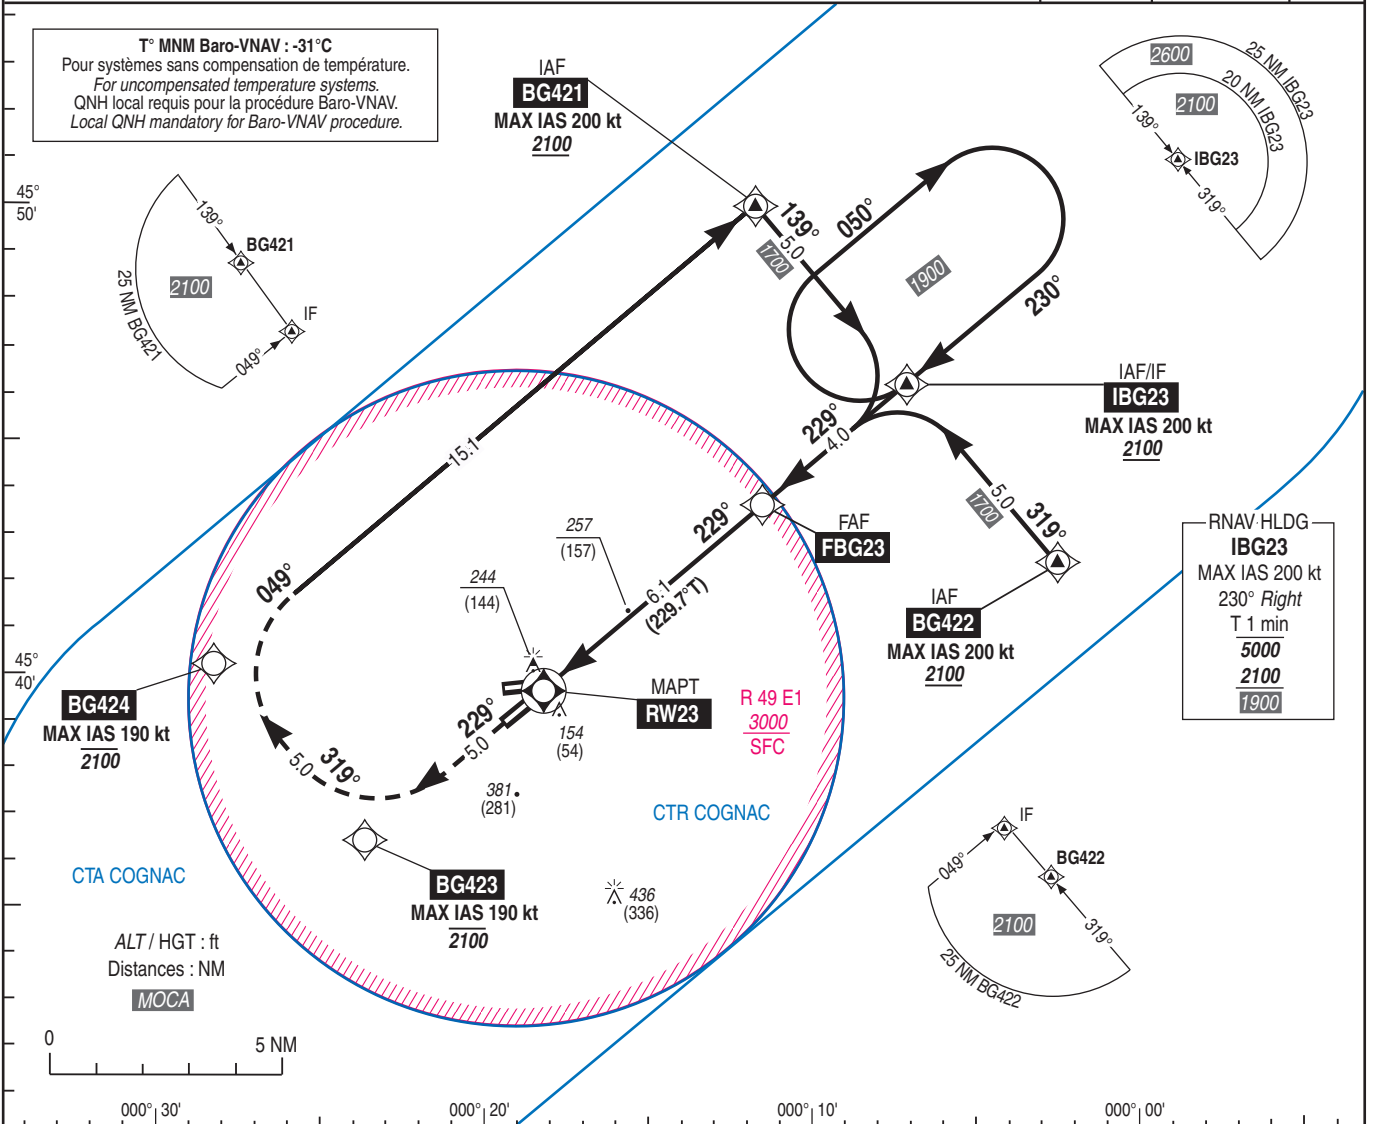 T° MNM Baro-VNAV : -31°C
Pour systèmes sans compensation de température.
For uncompensated temperature systems.
QNH local requis pour la procédure Baro-VNAV.
Local QNH mandatory for Baro-VNAV procedure.
IAF
BG421
MAX IAS 200 kt
2100
2600
25 NM IBG23
20 NM IBG23
2100
139°
IBG23
319°
45°
50'
139°
BG421
2100
25 NM BG421
IF
049°
139°
5.0
1700
050°
1900
230°
IAF/IF
IBG23
MAX IAS 200 kt
2100
229°
4.0
15.1
5.0
1700
319°
RNAV HLDG
IBG23
MAX IAS 200 kt
230° Right
T 1 min
5000
2100
1900
229°
FAF
FBG23
257
(157)
244
(144)
049°
6.1
(229.7°T)
IAF
BG422
MAX IAS 200 kt
2100
45°
40'
BG424
MAX IAS 190 kt
2100
MAPT
RW23
R 49 E1
3000
SFC
229°
5.0
154
(54)
319°
5.0
381
(281)
CTR COGNAC
IF
049°
BG422
2100
319°
25 NM BG422
CTA COGNAC
BG423
MAX IAS 190 kt
2100
436
(336)
ALT / HGT : ft
Distances : NM
MOCA
0
5 NM
000° 30'
000° 20'
000° 10'
000° 00'